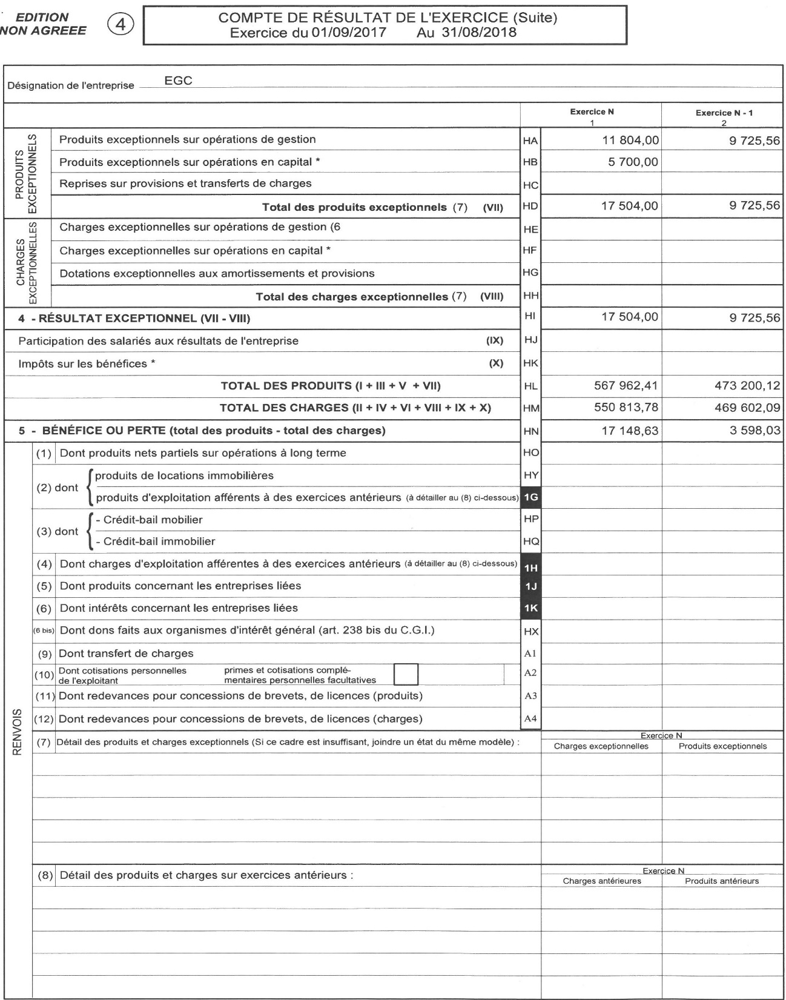 EDITION
NON AGREEE
4
COMPTE DE RÉSULTAT DE L'EXERCICE (Suite)
Exercice du 01/09/2017 Au 31/08/2018
Désignation de l'entreprise EGC
Exercice N Exercice N - 1
1 2
PRODUITS EXCEPTIONNELS
Produits exceptionnels sur opérations de gestion HA 11 804,00 9 725,56
Produits exceptionnels sur opérations en capital * HB 5 700,00
Reprises sur provisions et transferts de charges HC
Total des produits exceptionnels (7) (VII) HD 17 504,00 9 725,56
CHARGES EXCEPTIONNELLES
Charges exceptionnelles sur opérations de gestion (6 HE
Charges exceptionnelles sur opérations en capital * HF
Dotations exceptionnelles aux amortissements et provisions HG
Total des charges exceptionnelles (7) (VIII) HH
4 - RÉSULTAT EXCEPTIONNEL (VII - VIII) HI 17 504,00 9 725,56
Participation des salariés aux résultats de l'entreprise (IX) HJ
Impôts sur les bénéfices * (X) HK
TOTAL DES PRODUITS (I + III + V + VII) HL 567 962,41 473 200,12
TOTAL DES CHARGES (II + IV + VI + VIII + IX + X) HM 550 813,78 469 602,09
5 - BÉNÉFICE OU PERTE (total des produits - total des charges) HN 17 148,63 3 598,03
RENVOIS
(1) Dont produits nets partiels sur opérations à long terme HO
(2) dont
produits de locations immobilières HY
produits d'exploitation afférents à des exercices antérieurs (à détailler au (8) ci-dessous) 1G
(3) dont
- Crédit-bail mobilier HP
- Crédit-bail immobilier HQ
(4) Dont charges d'exploitation afférentes à des exercices antérieurs (à détailler au (8) ci-dessous) 1H
(5) Dont produits concernant les entreprises liées 1J
(6) Dont intérêts concernant les entreprises liées 1K
(6 bis) Dont dons faits aux organismes d'intérêt général (art. 238 bis du C.G.I.) HX
(9) Dont transfert de charges A1
(10) Dont cotisations personnelles primes et cotisations complé- A2
de l'exploitant mentaires personnelles facultatives
(11) Dont redevances pour concessions de brevets, de licences (produits) A3
(12) Dont redevances pour concessions de brevets, de licences (charges) A4
(7) Détail des produits et charges exceptionnels (Si ce cadre est insuffisant, joindre un état du même modèle) : Exercice N
Charges exceptionnelles Produits exceptionnels
(8) Détail des produits et charges sur exercices antérieurs : Exercice N
Charges antérieures Produits antérieurs